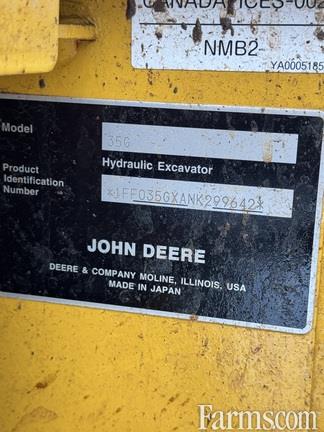 CANADA ICES-002
NMB2
YA0005185
Model
35G
Hydraulic Excavator
Product
Identification
Number
*1FF035GXANK299642*
JOHN DEERE
DEERE & COMPANY MOLINE, ILLINOIS, USA
MADE IN JAPAN
Farms.com